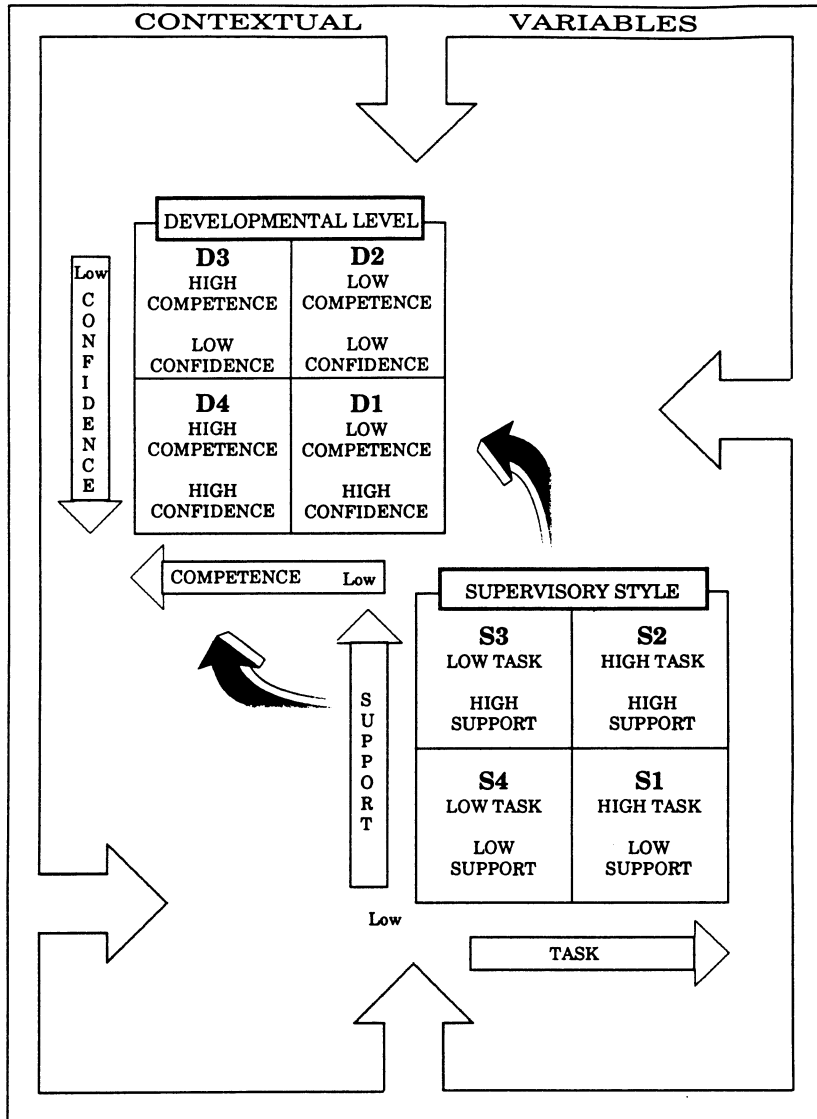 CONTEXTUAL VARIABLES
DEVELOPMENTAL LEVEL
D3
HIGH
COMPETENCE
LOW
CONFIDENCE
D2
LOW
COMPETENCE
LOW
CONFIDENCE
D4
HIGH
COMPETENCE
HIGH
CONFIDENCE
D1
LOW
COMPETENCE
HIGH
CONFIDENCE
Low
CONFIDENCE
COMPETENCE Low
SUPERVISORY STYLE
S3
LOW TASK
HIGH
SUPPORT
S2
HIGH TASK
HIGH
SUPPORT
S4
LOW TASK
LOW
SUPPORT
S1
HIGH TASK
LOW
SUPPORT
SUPPORT
Low
TASK